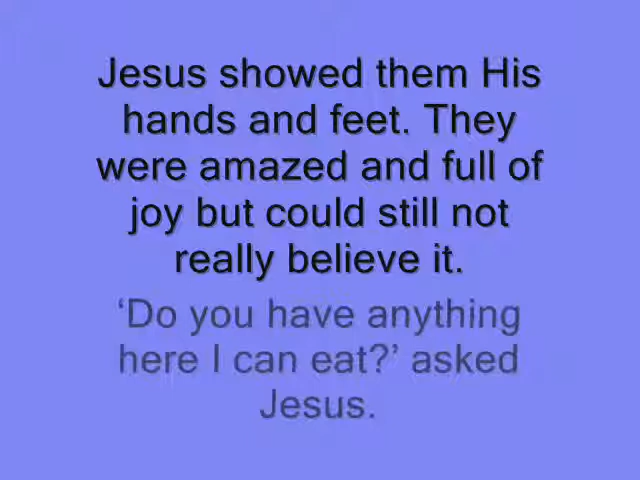 Jesus showed them His
hands and feet. They
were amazed and full of
joy but could still not
really believe it.
‘Do you have anything
here I can eat?’ asked
Jesus.